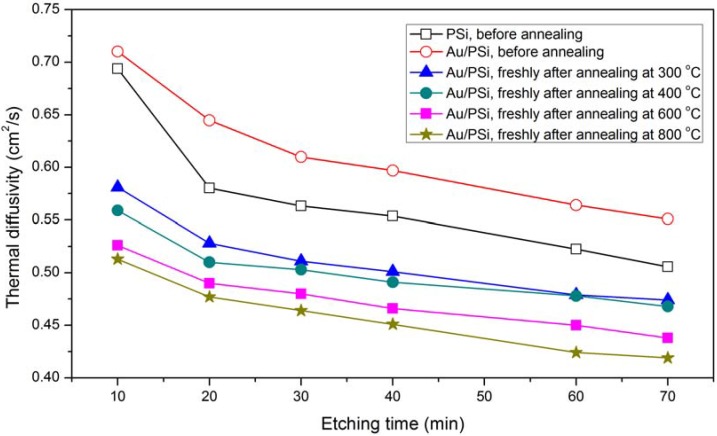 0.75
0.70
0.65
0.60
0.55
0.50
0.45
0.40
Thermal diffusivity (cm²/s)
PSi, before annealing
Au/PSi, before annealing
Au/PSi, freshly after annealing at 300 °C
Au/PSi, freshly after annealing at 400 °C
Au/PSi, freshly after annealing at 600 °C
Au/PSi, freshly after annealing at 800 °C
10 20 30 40 50 60 70
Etching time (min)